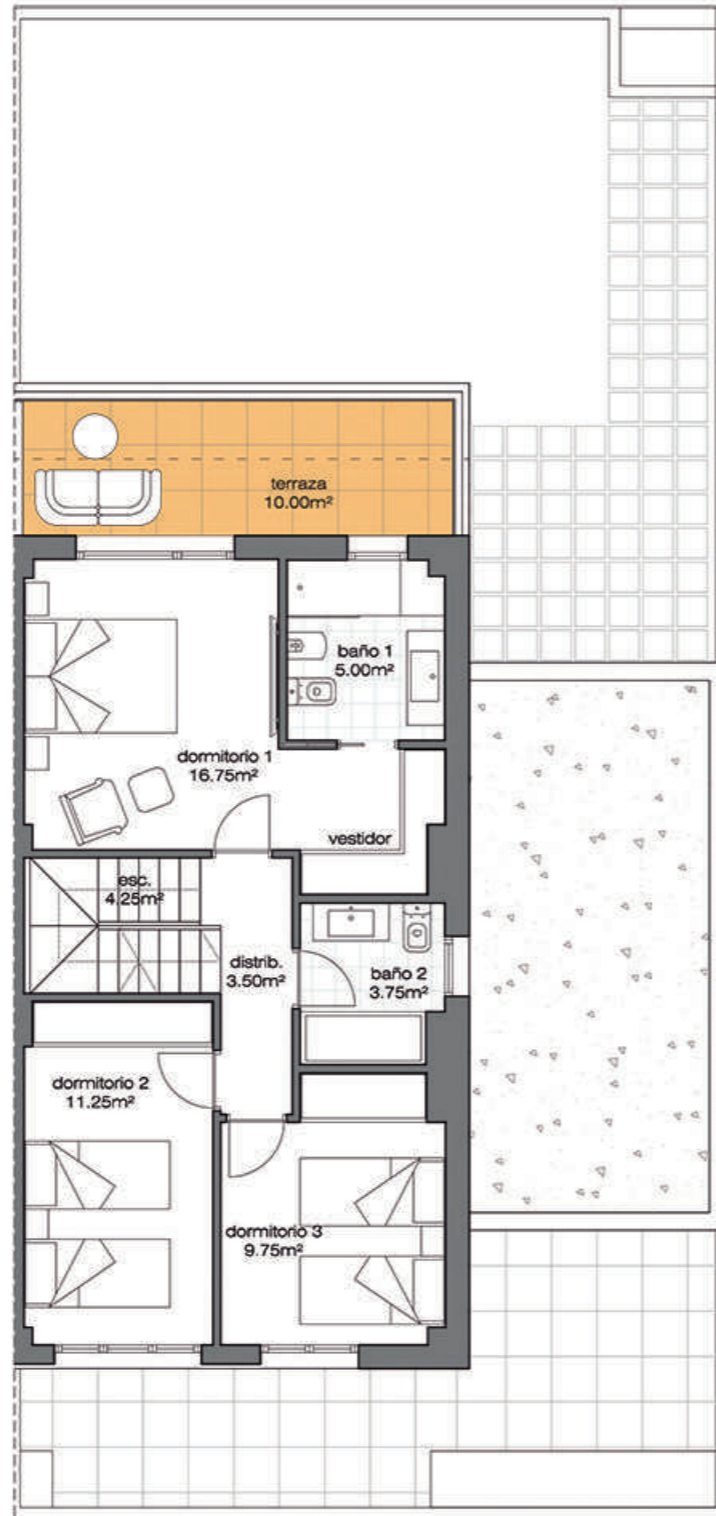 terraza
10.00m²
baño 1
5.00m²
dormitorio 1
16.75m²
vestidor
esc.
4.25m²
distrib.
3.50m²
baño 2
3.75m²
dormitorio 2
11.25m²
dormitorio 3
9.75m²